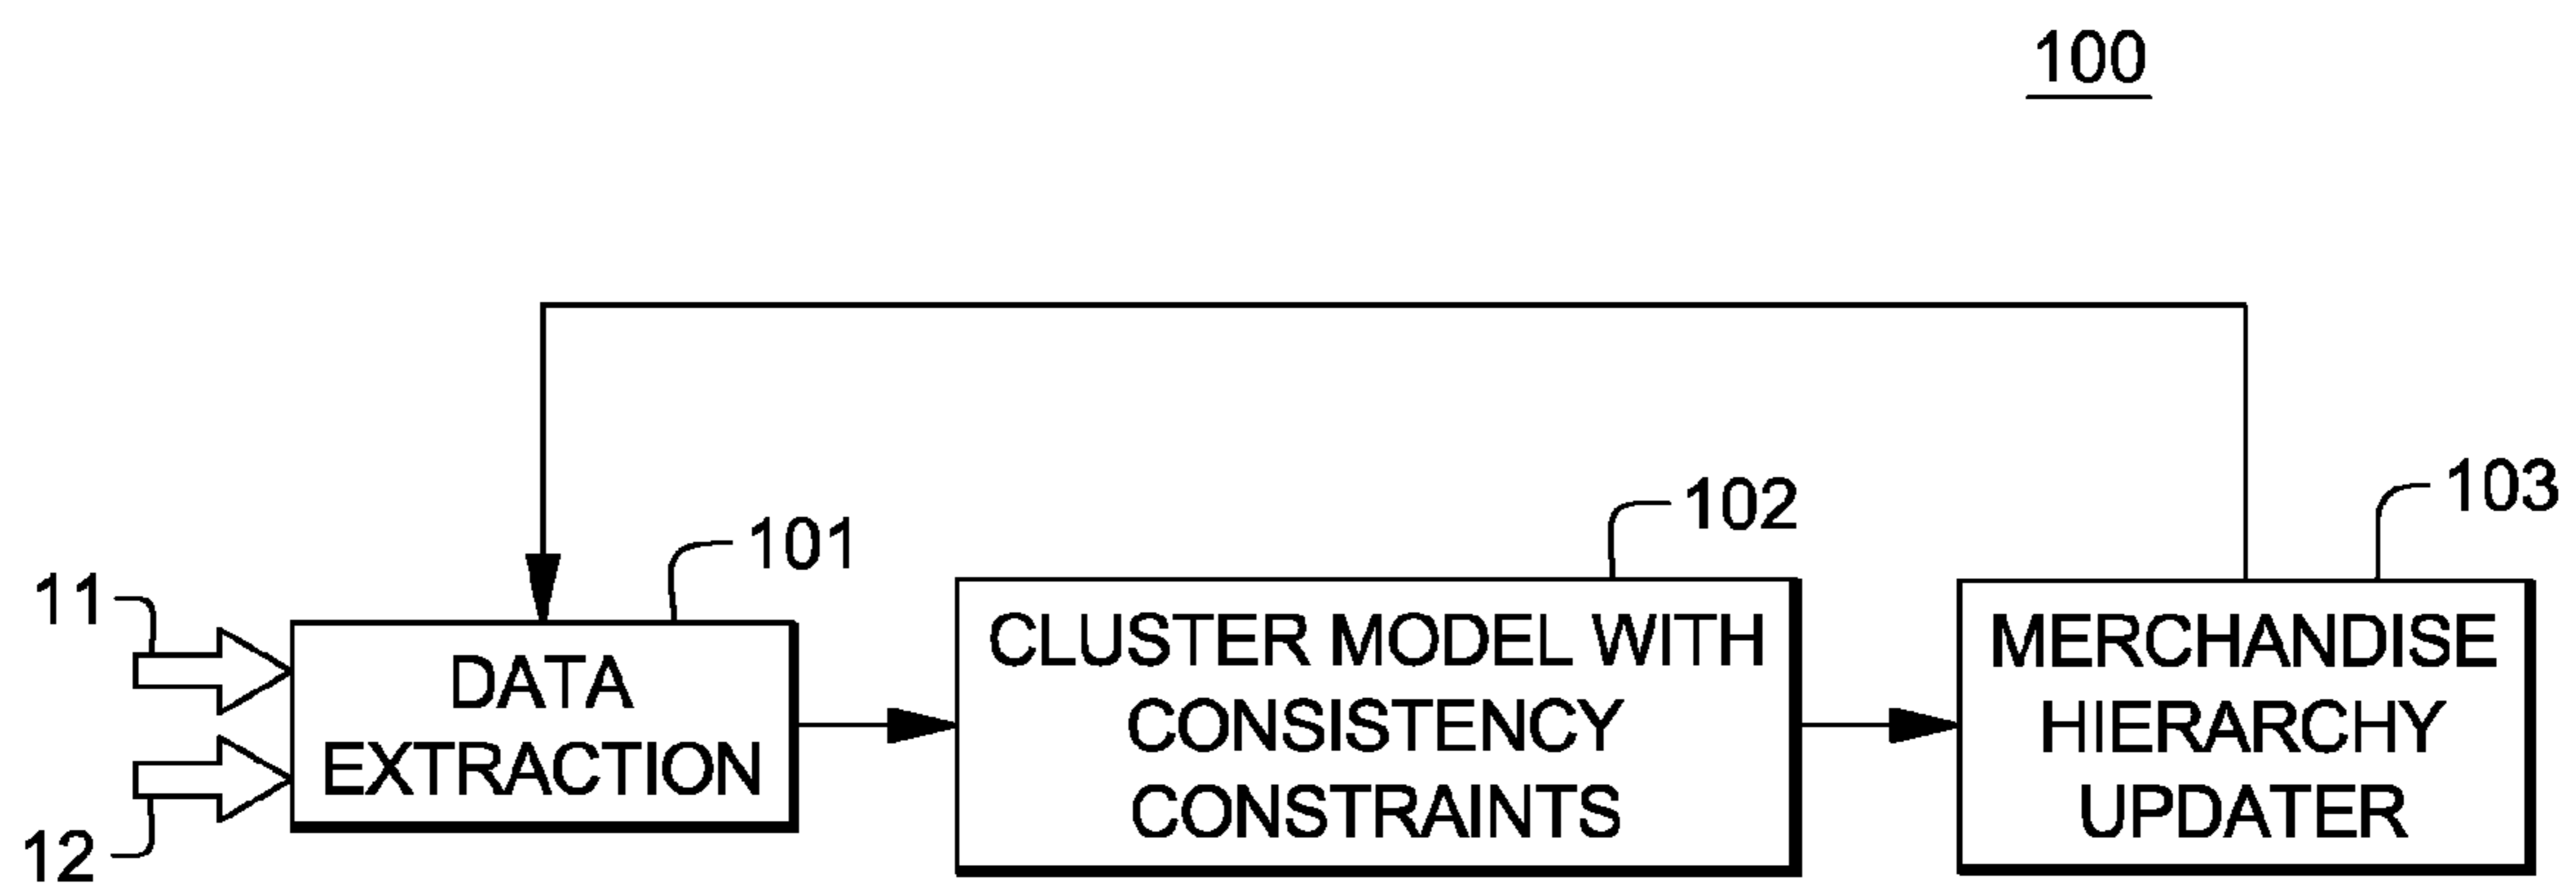 100
101
102
103
11
12
DATA
EXTRACTION
CLUSTER MODEL WITH
CONSISTENCY
CONSTRAINTS
MERCHANDISE
HIERARCHY
UPDATER